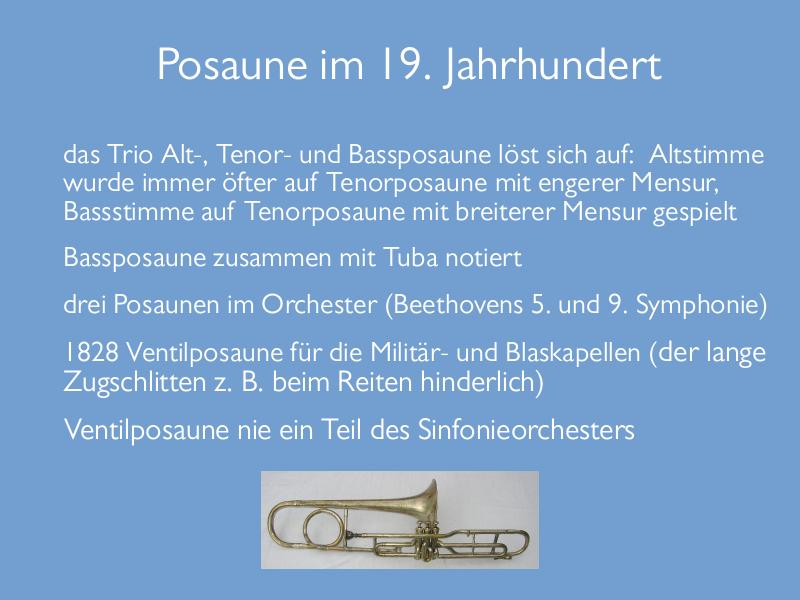 Posaune im 19. Jahrhundert
das Trio Alt-, Tenor- und Bassposaune löst sich auf: Altstimme
wurde immer öfter auf Tenorposaune mit engerer Mensur,
Bassstimme auf Tenorposaune mit breiterer Mensur gespielt
Bassposaune zusammen mit Tuba notiert
drei Posaunen im Orchester (Beethovens 5. und 9. Symphonie)
1828 Ventilposaune für die Militär- und Blaskapellen (der lange
Zugschlitten z. B. beim Reiten hinderlich)
Ventilposaune nie ein Teil des Sinfonieorchesters